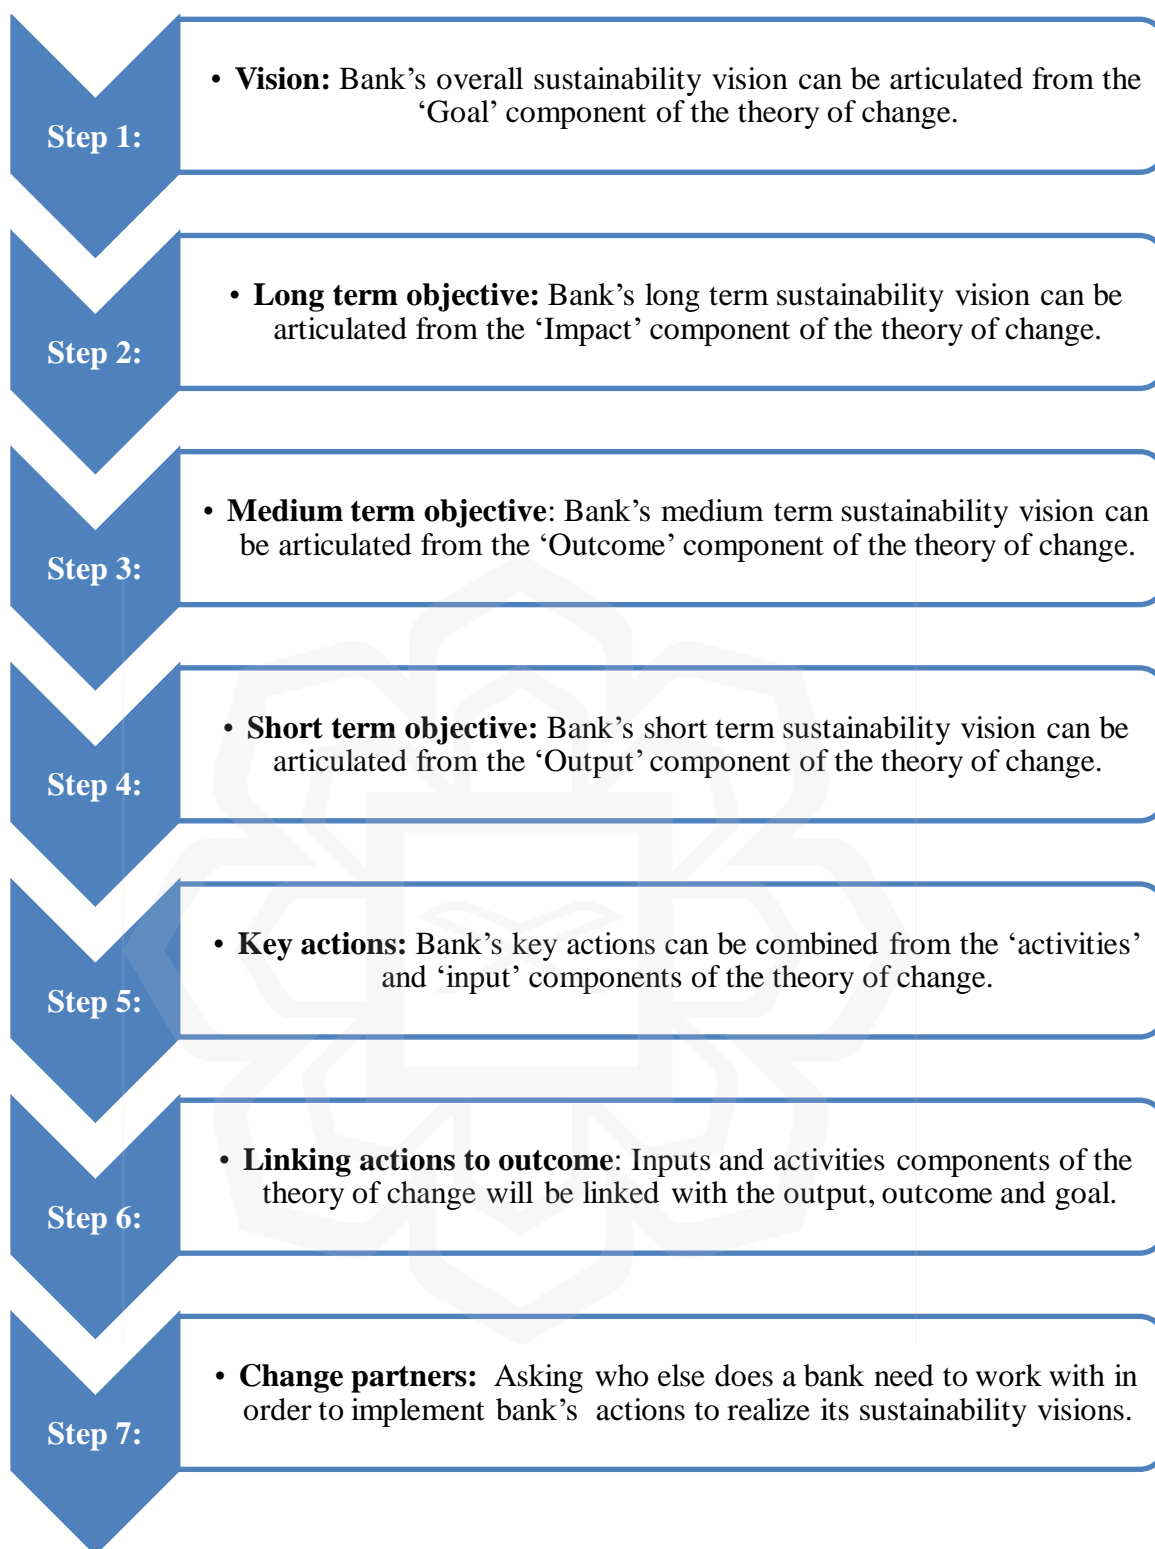 Step 1:
• Vision: Bank’s overall sustainability vision can be articulated from the
‘Goal’ component of the theory of change.
Step 2:
• Long term objective: Bank’s long term sustainability vision can be
articulated from the ‘Impact’ component of the theory of change.
Step 3:
• Medium term objective: Bank’s medium term sustainability vision can
be articulated from the ‘Outcome’ component of the theory of change.
Step 4:
• Short term objective: Bank’s short term sustainability vision can be
articulated from the ‘Output’ component of the theory of change.
Step 5:
• Key actions: Bank’s key actions can be combined from the ‘activities’
and ‘input’ components of the theory of change.
Step 6:
• Linking actions to outcome: Inputs and activities components of the
theory of change will be linked with the output, outcome and goal.
Step 7:
• Change partners: Asking who else does a bank need to work with in
order to implement bank’s actions to realize its sustainability visions.